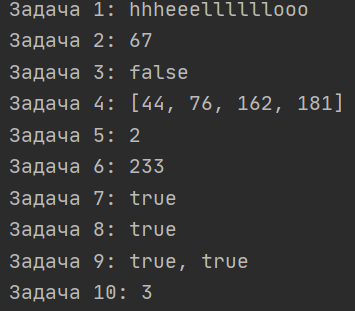 Задача 1: hhheeellllllooo
Задача 2: 67
Задача 3: false
Задача 4: [44, 76, 162, 181]
Задача 5: 2
Задача 6: 233
Задача 7: true
Задача 8: true
Задача 9: true, true
Задача 10: 3